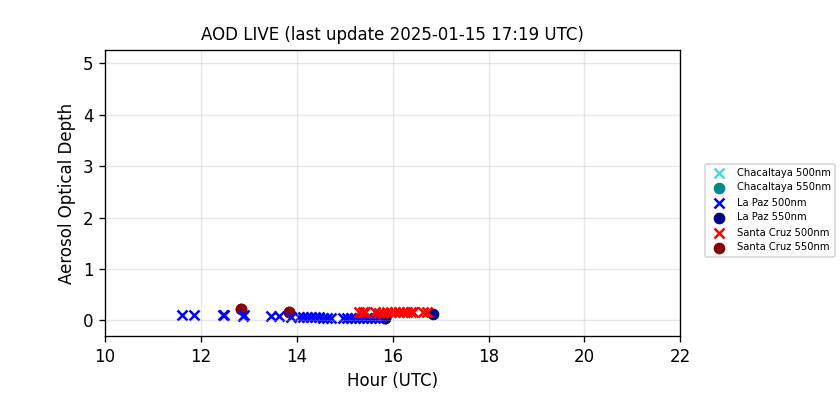 AOD LIVE (last update 2025-01-15 17:19 UTC)
Aerosol Optical Depth
5
4
3
2
1
0
10 12 14 16 18 20 22
Hour (UTC)
Chacaltaya 500nm
Chacaltaya 550nm
La Paz 500nm
La Paz 550nm
Santa Cruz 500nm
Santa Cruz 550nm